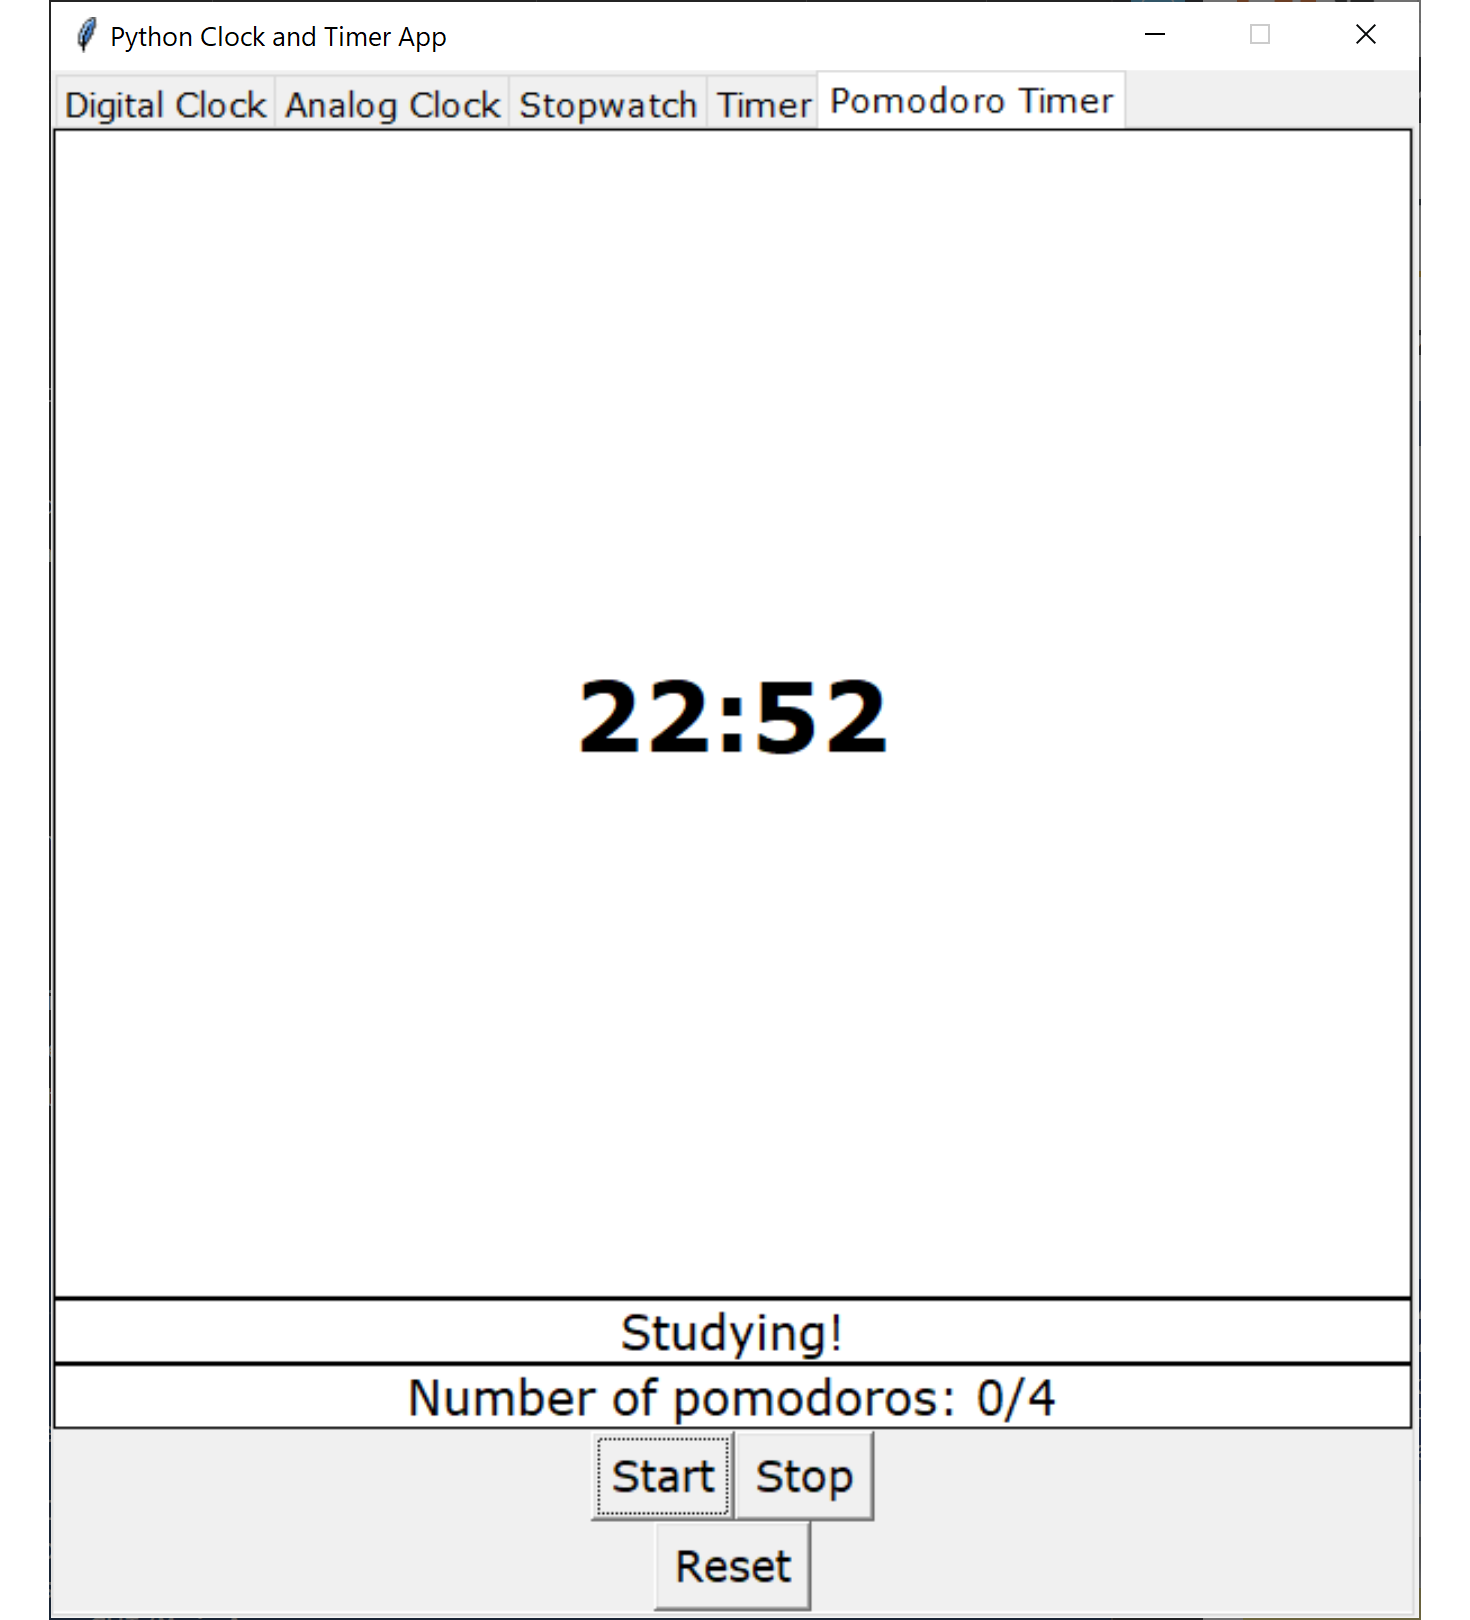 Python Clock and Timer App
Digital Clock Analog Clock Stopwatch Timer Pomodoro Timer
22:52
Studying!
Number of pomodoros: 0/4
Start Stop
Reset